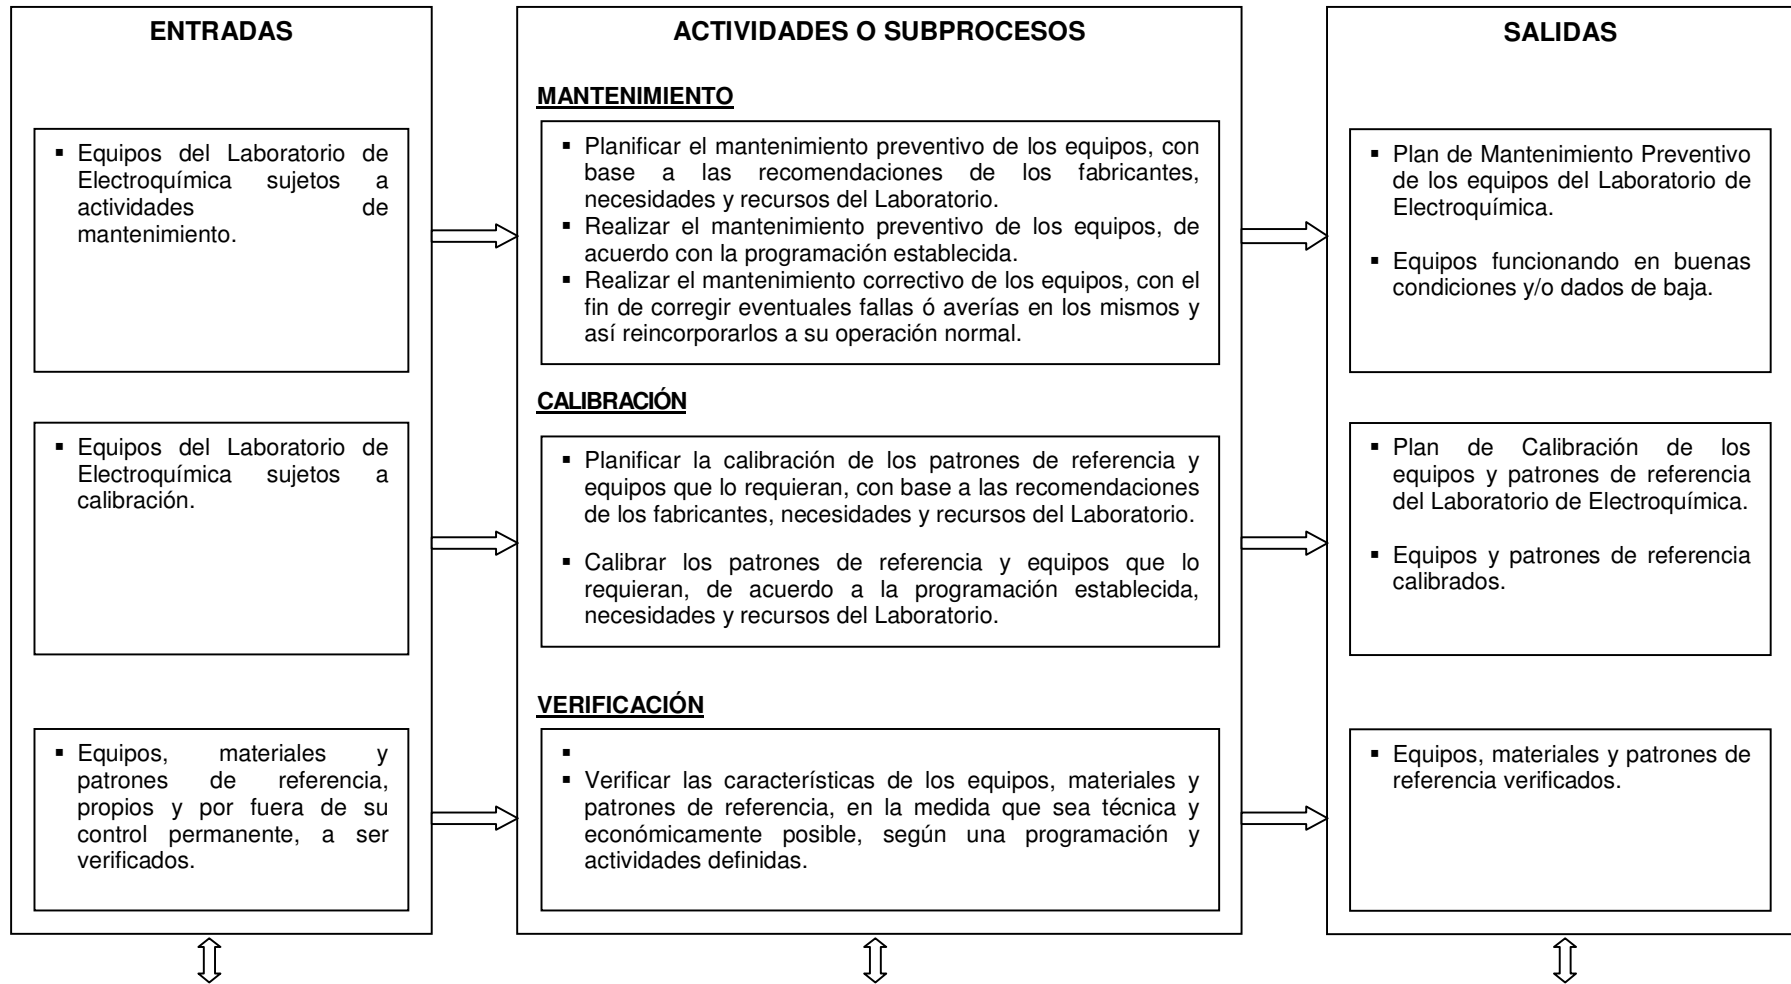 ENTRADAS
▪ Equipos del Laboratorio de
Electroquímica sujetos a
actividades de
mantenimiento.
▪ Equipos del Laboratorio de
Electroquímica sujetos a
calibración.
▪ Equipos, materiales y
patrones de referencia,
propios y por fuera de su
control permanente, a ser
verificados.
ACTIVIDADES O SUBPROCESOS
MANTENIMIENTO
▪ Planificar el mantenimiento preventivo de los equipos, con
base a las recomendaciones de los fabricantes,
necesidades y recursos del Laboratorio.
▪ Realizar el mantenimiento preventivo de los equipos, de
acuerdo con la programación establecida.
▪ Realizar el mantenimiento correctivo de los equipos, con el
fin de corregir eventuales fallas ó averías en los mismos y
así reincorporarlos a su operación normal.
CALIBRACIÓN
▪ Planificar la calibración de los patrones de referencia y
equipos que lo requieran, con base a las recomendaciones
de los fabricantes, necesidades y recursos del Laboratorio.
▪ Calibrar los patrones de referencia y equipos que lo
requieran, de acuerdo a la programación establecida,
necesidades y recursos del Laboratorio.
VERIFICACIÓN
▪
▪ Verificar las características de los equipos, materiales y
patrones de referencia, en la medida que sea técnica y
económicamente posible, según una programación y
actividades definidas.
SALIDAS
▪ Plan de Mantenimiento Preventivo
de los equipos del Laboratorio de
Electroquímica.
▪ Equipos funcionando en buenas
condiciones y/o dados de baja.
▪ Plan de Calibración de los
equipos y patrones de referencia
del Laboratorio de Electroquímica.
▪ Equipos y patrones de referencia
calibrados.
▪ Equipos, materiales y patrones de
referencia verificados.